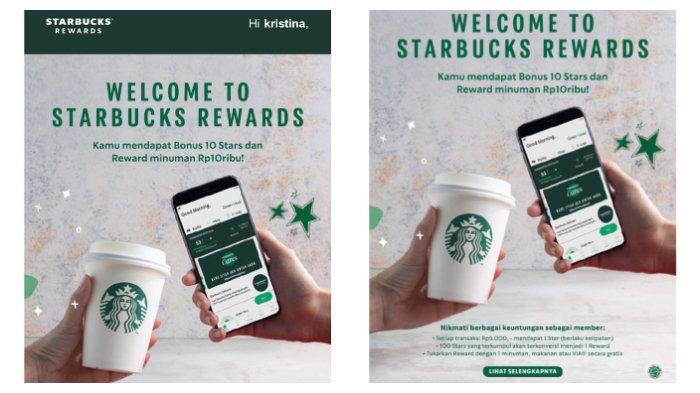 STARBUCKS®
REWARDS
Hi kristina,
WELCOME TO
STARBUCKS REWARDS
Kamu mendapat Bonus 10 Stars dan
Reward minuman Rp10ribu!
Good Morning,
WELCOME TO
STARBUCKS REWARDS
Kamu mendapat Bonus 10 Stars dan
Reward minuman Rp10ribu!
Good Morning,
Nikmati berbagai keuntungan sebagai member:
• Setiap transaksi Rp5.000,- mendapat 1 Star (berlaku kelipatan)
• 100 Stars yang terkumpul akan terkonversi menjadi 1 Reward
• Tukarkan Reward dengan 1 minuman, makanan atau VIA® secara gratis
LIHAT SELENGKAPNYA